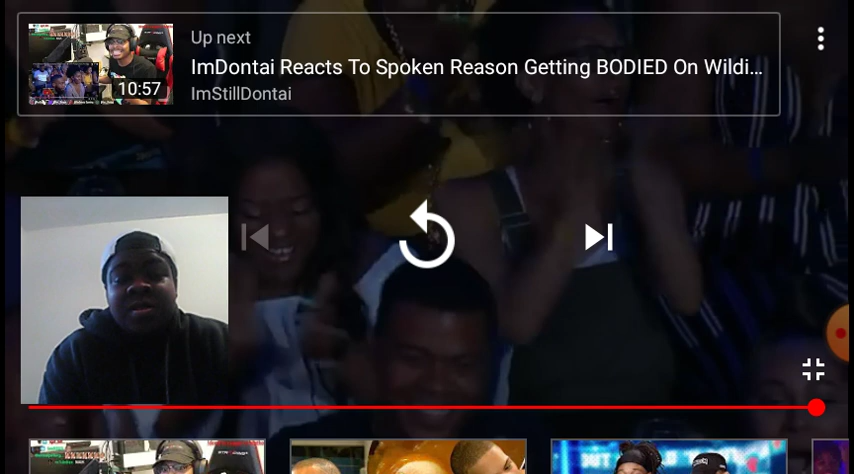 Up next
ImDontai Reacts To Spoken Reason Getting BODIED On Wildi...
10:57
ImStillDontai